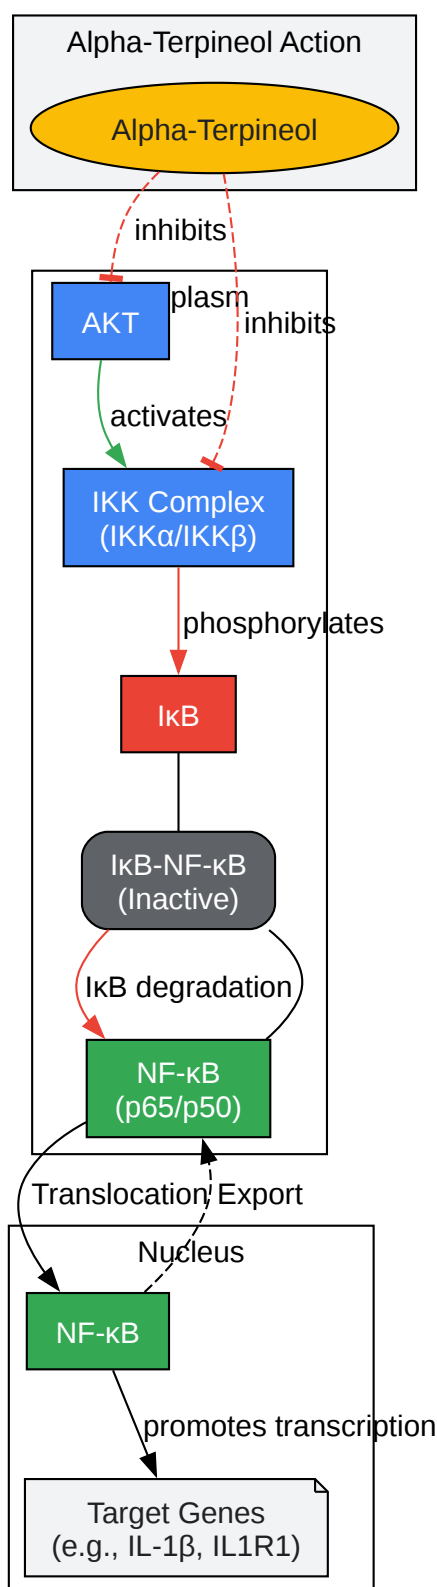 Alpha-Terpineol Action
Alpha-Terpineol
inhibits
plasm
AKT
inhibits
activates
IKK Complex
(IKKα/IKKβ)
phosphorylates
IκB
IκB-NF-κB
(Inactive)
IκB degradation
NF-κB
(p65/p50)
Translocation
Export
Nucleus
NF-κB
promotes transcription
Target Genes
(e.g., IL-1β, IL1R1)